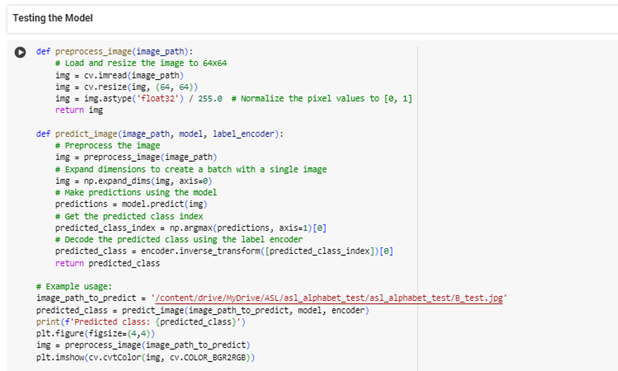 Testing the Model
def preprocess_image(image_path):
    # Load and resize the image to 64x64
    img = cv.imread(image_path)
    img = cv.resize(img, (64, 64))
    img = img.astype('float32') / 255.0  # Normalize the pixel values to [0, 1]
    return img

def predict_image(image_path, model, label_encoder):
    # Preprocess the image
    img = preprocess_image(image_path)
    # Expand dimensions to create a batch with a single image
    img = np.expand_dims(img, axis=0)
    # Make predictions using the model
    predictions = model.predict(img)
    # Get the predicted class index
    predicted_class_index = np.argmax(predictions, axis=1)[0]
    # Decode the predicted class using the label encoder
    predicted_class = encoder.inverse_transform([predicted_class_index])[0]
    return predicted_class

# Example usage:
image_path_to_predict = '/content/drive/MyDrive/ASL/asl_alphabet_test/asl_alphabet_test/B_test.jpg'
predicted_class = predict_image(image_path_to_predict, model, encoder)
print(f'Predicted class: {predicted_class}')
plt.figure(figsize=(4,4))
img = preprocess_image(image_path_to_predict)
plt.imshow(cv.cvtColor(img, cv.COLOR_BGR2RGB))